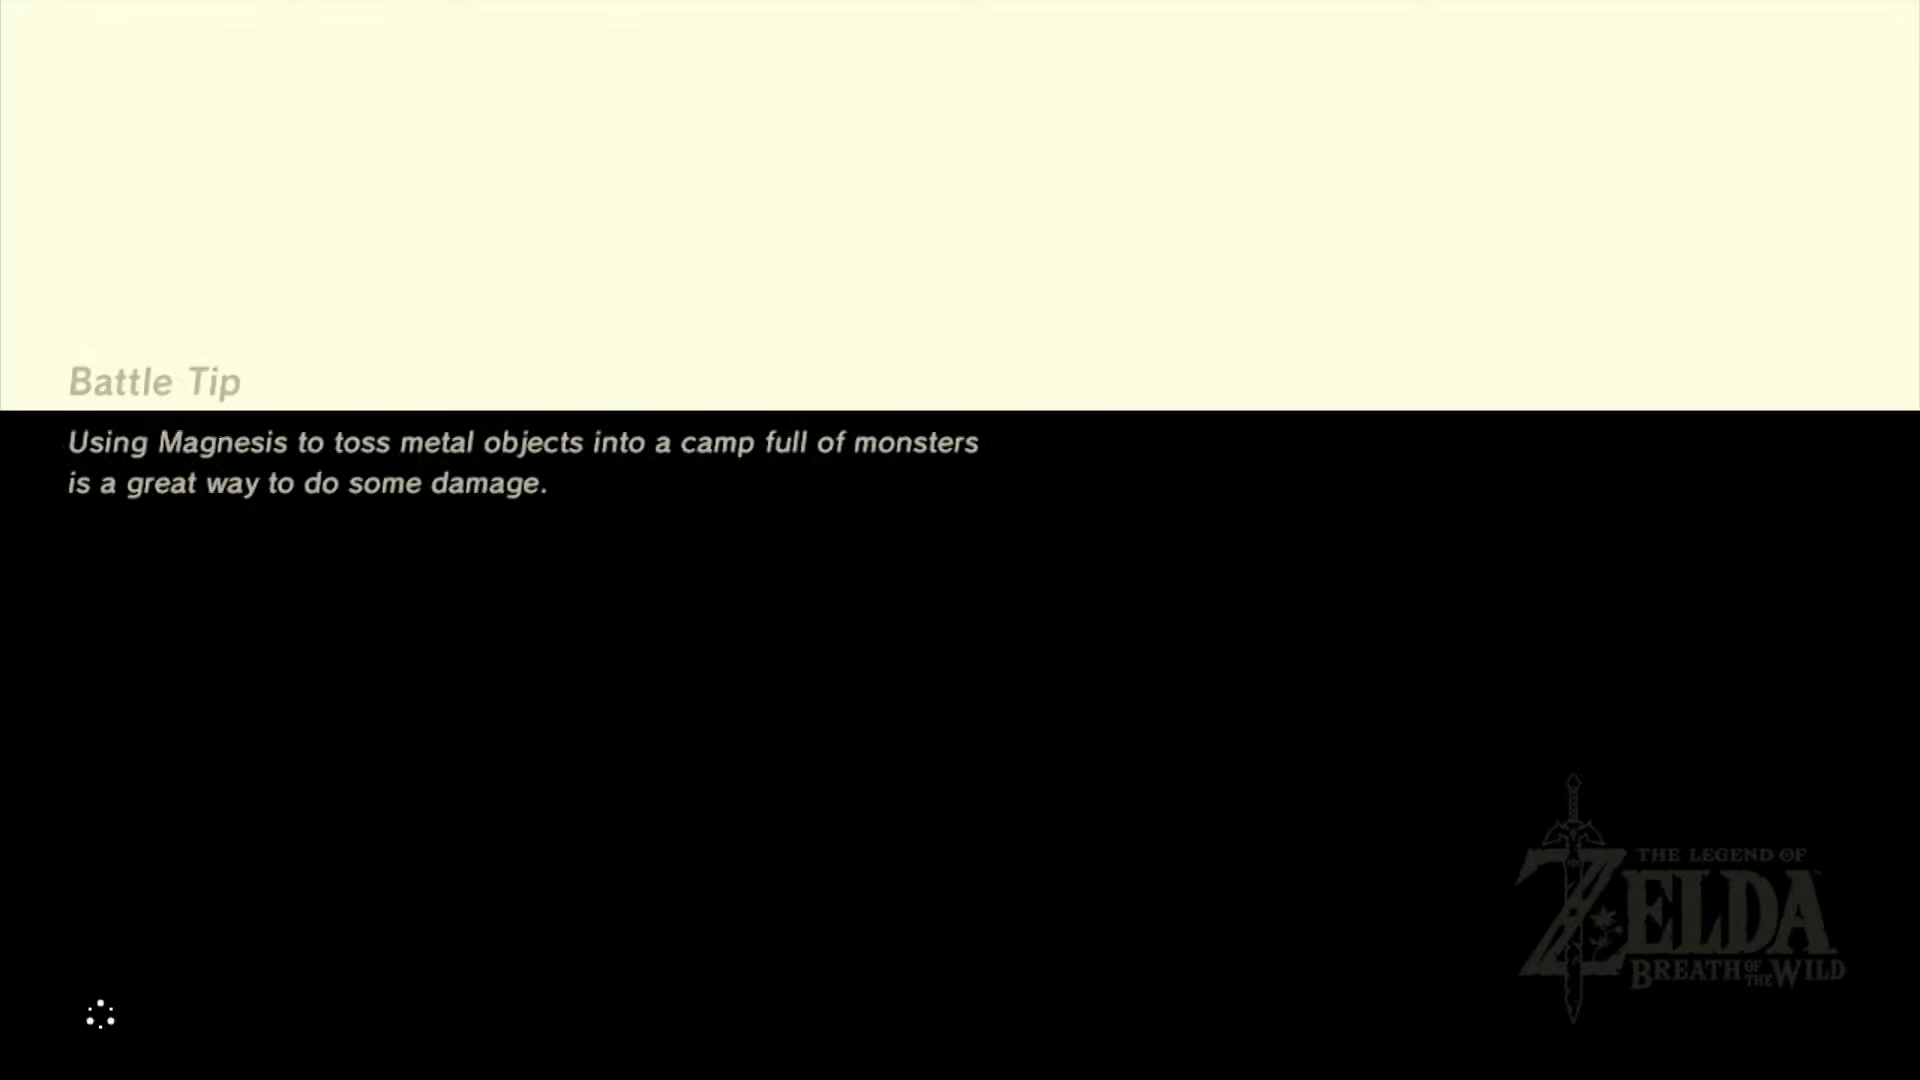 Battle Tip
Using Magnesis to toss metal objects into a camp full of monsters
is a great way to do some damage.
THE LEGEND OF
ZELDA
BREATH OF THE WILD